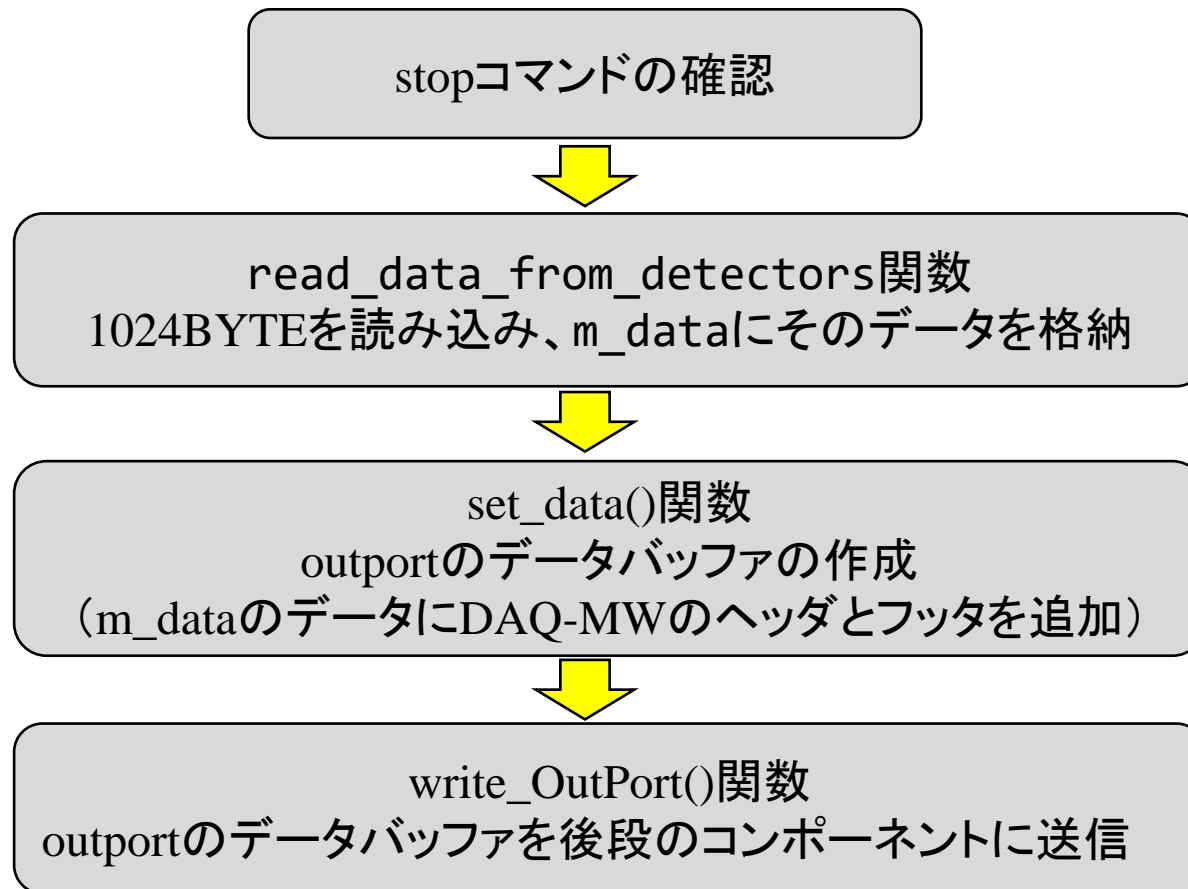 stopコマンドの確認
read_data_from_detectors関数
1024BYTEを読み込み、m_dataにそのデータを格納
set_data()関数
outportのデータバッファの作成
（m_dataのデータにDAQ-MWのヘッダとフッタを追加）
write_OutPort()関数
outportのデータバッファを後段のコンポーネントに送信